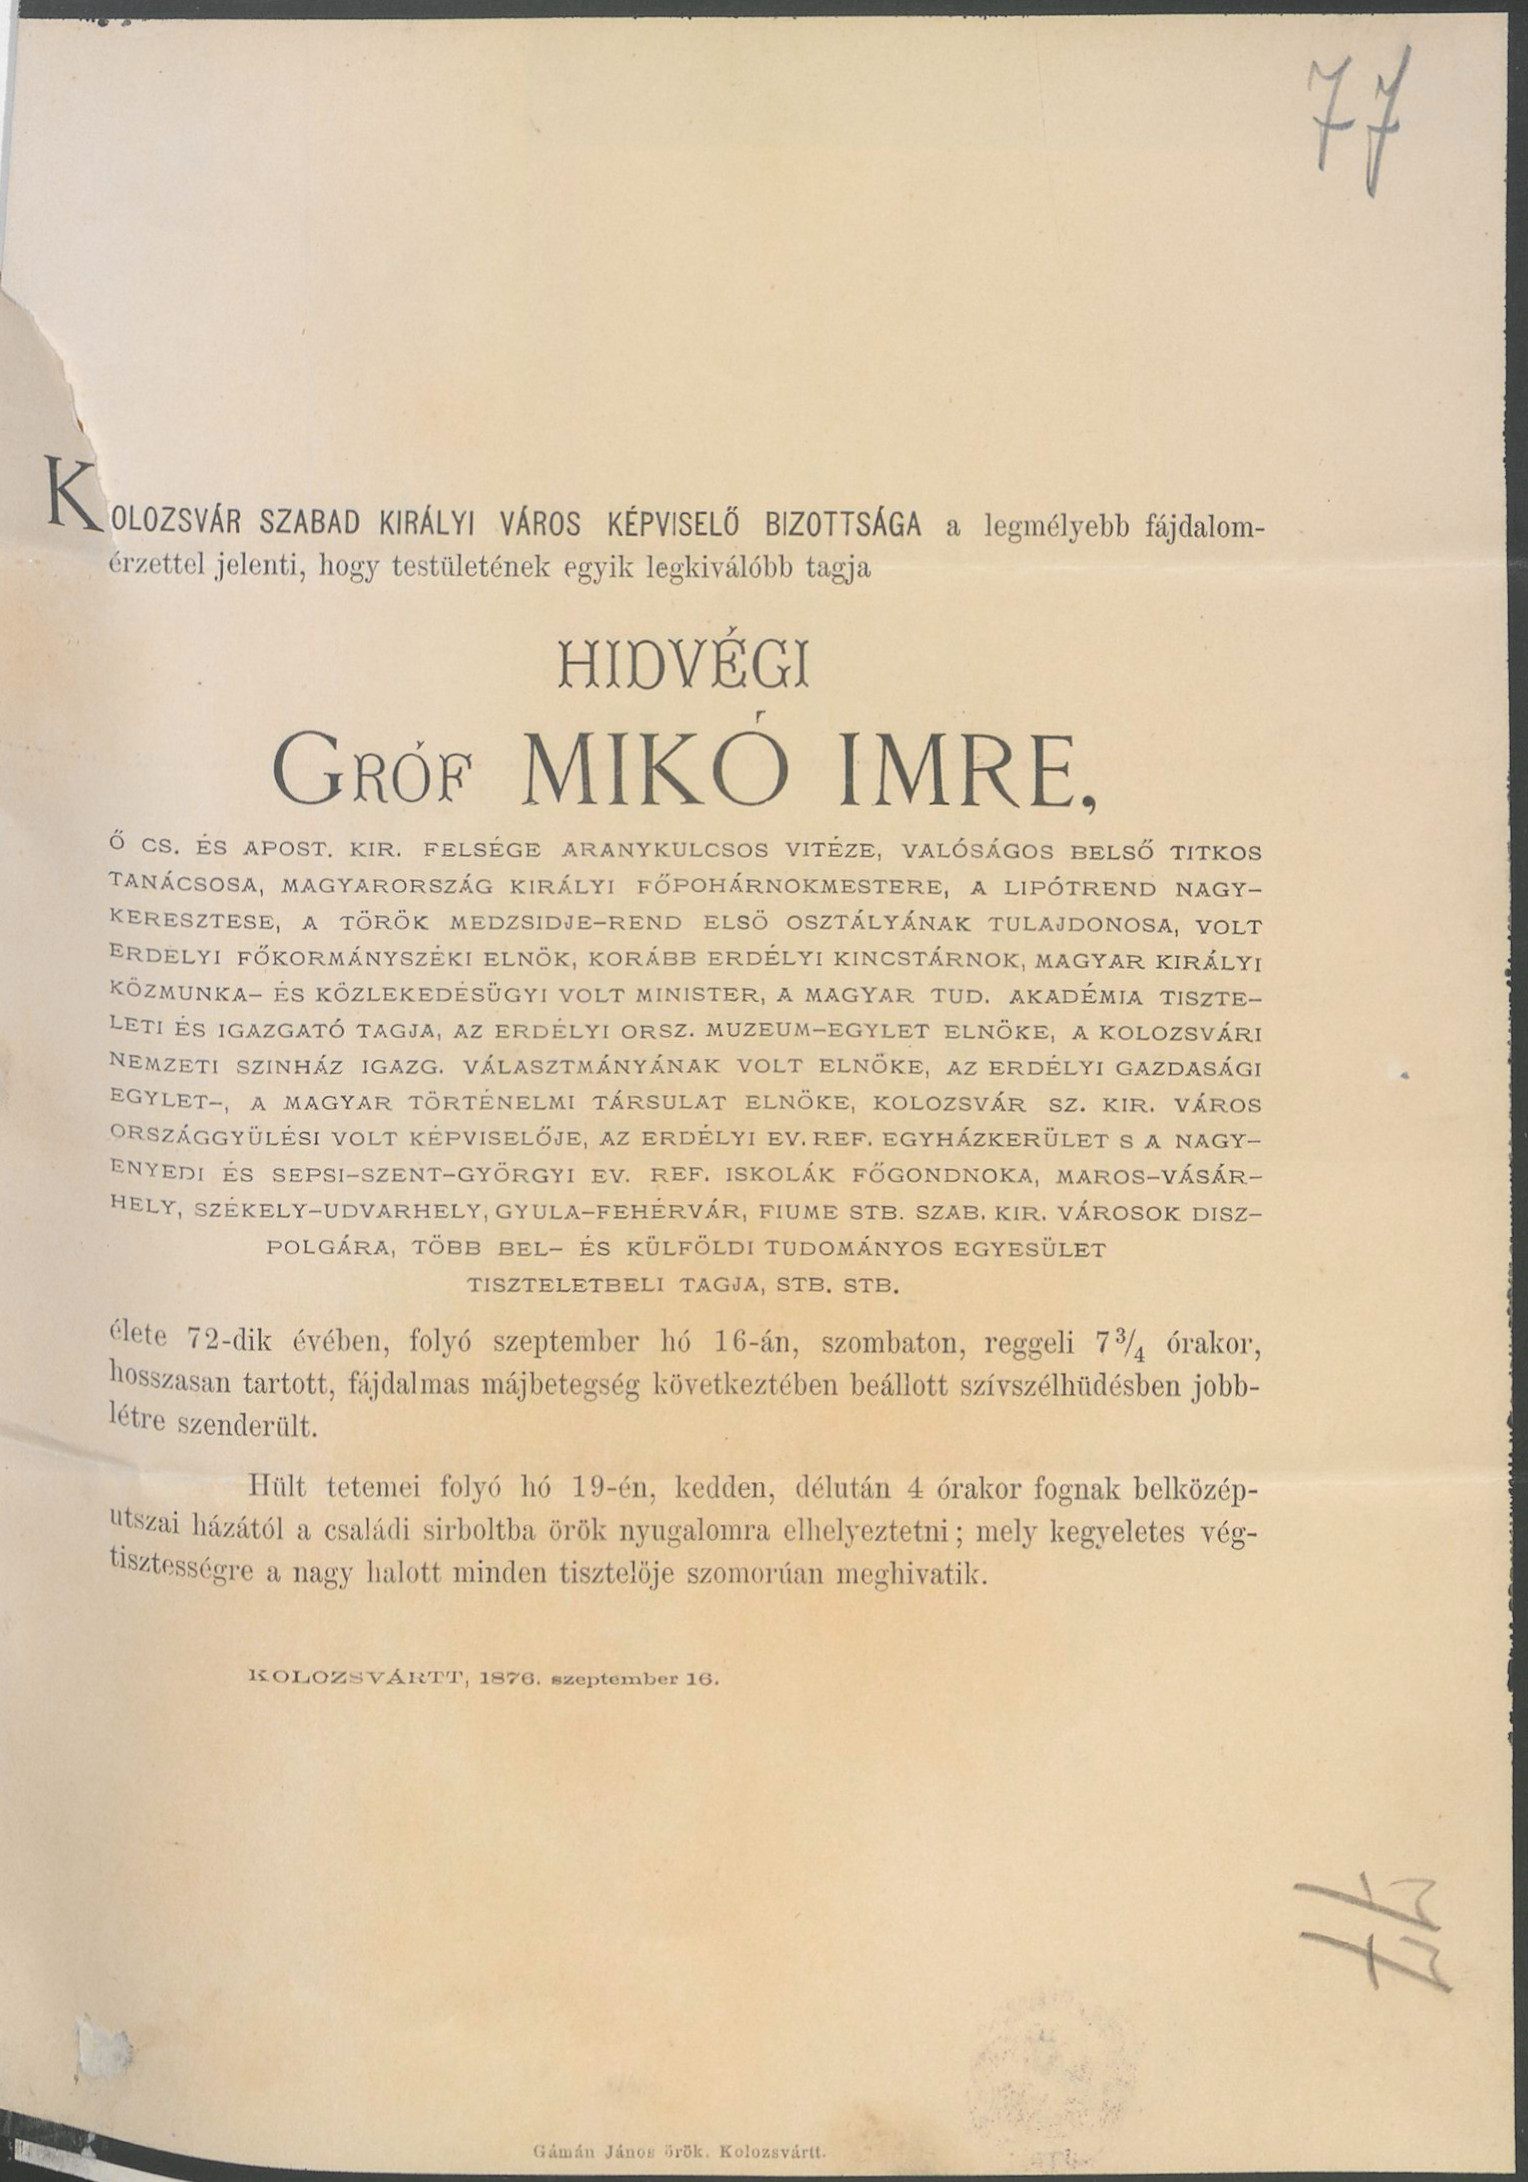 77
KOLOZSVÁR SZABAD KIRÁLYI VÁROS KÉPVISELŐ BIZOTTSÁGA a legmélyebb fájdalom-
érzettel jelenti, hogy testületének egyik legkiválóbb tagja
HIDVÉGI
GRÓF MIKÓ IMRE,
Ő CS. ÉS APOST. KIR. FELSÉGE ARANYKULCSOS VITÉZE, VALÓSÁGOS BELSŐ TITKOS
TANÁCSOSA, MAGYARORSZÁG KIRÁLYI FŐPOHÁRNOKMESTERE, A LIPÓTREND NAGY-
KERESZTESE, A TÖRÖK MEDZSIDJE-REND ELSÖ OSZTÁLYÁNAK TULAJDONOSA, VOLT
ERDÉLYI FŐKORMÁNYSZÉKI ELNÖK, KORÁBB ERDÉLYI KINCSTÁRNOK, MAGYAR KIRÁLYI
KÖZMUNKA- ÉS KÖZLEKEDÉSÜGYI VOLT MINISTER, A MAGYAR TUD. AKADÉMIA TISZTE-
LETI ÉS IGAZGATÓ TAGJA, AZ ERDÉLYI ORSZ. MUZEUM-EGYLET ELNÖKE, A KOLOZSVÁRI
NEMZETI SZINHÁZ IGAZG. VÁLASZTMÁNYÁNAK VOLT ELNÖKE, AZ ERDÉLYI GAZDASÁGI
EGYLET-, A MAGYAR TÖRTÉNELMI TÁRSULAT ELNÖKE, KOLOZSVÁR SZ. KIR. VÁROS
ORSZÁGGYÜLÉSI VOLT KÉPVISELŐJE, AZ ERDÉLYI EV. REF. EGYHÁZKERÜLET S A NAGY-
ENYEDI ÉS SEPSI-SZENT-GYÖRGYI EV. REF. ISKOLÁK FŐGONDNOKA, MAROS-VÁSÁR-
HELY, SZÉKELY-UDVARHELY, GYULA-FEHÉRVÁR, FIUME STB. SZAB. KIR. VÁROSOK DISZ-
POLGÁRA, TÖBB BEL- ÉS KÜLFÖLDI TUDOMÁNYOS EGYESÜLET
TISZTELETBELI TAGJA, STB. STB.
élete 72-dik évében, folyó szeptember hó 16-án, szombaton, reggeli 7 3/4 órakor,
hosszasan tartott, fájdalmas májbetegség következtében beállott szívszélhüdésben jobb-
létre szenderült.
Hült tetemei folyó hó 19-én, kedden, délután 4 órakor fognak belközép-
utszai házától a családi sirboltba örök nyugalomra elhelyeztetni; mely kegyeletes vég-
tisztességre a nagy halott minden tisztelöje szomorúan meghivatik.
KOLOZSVÁRTT, 1876. szeptember 16.
77
Gámán János örök. Kolozsvártt.